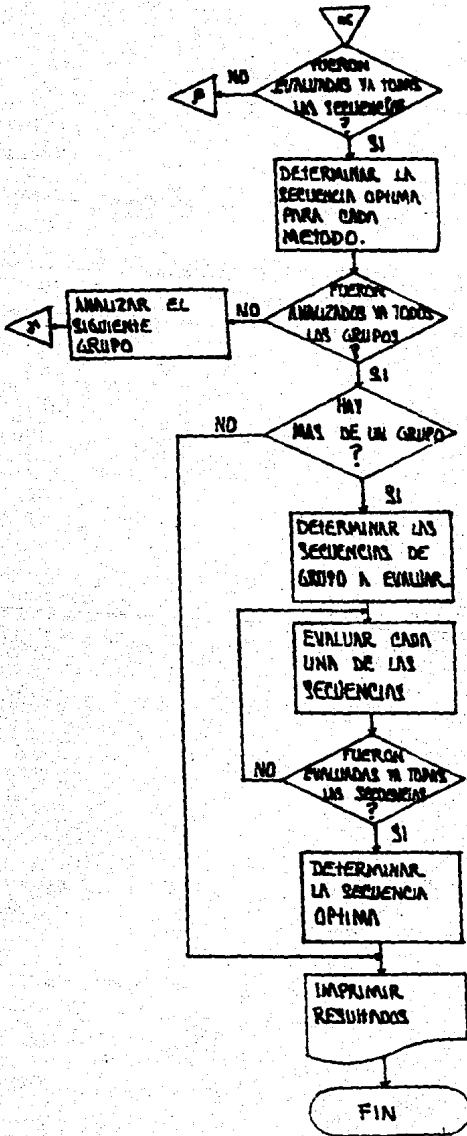 ∝
FUERON
EVALUADAS YA TODAS
LAS SECUENCIAS
?
NO
β
SI
DETERMINAR LA
SECUENCIA OPTIMA
PARA CADA
METODO.
FUERON
ANALIZADOS YA TODOS
LOS GRUPOS
?
NO
ANALIZAR EL
SIGUIENTE
GRUPO
SI
HAY
MAS DE UN GRUPO
?
NO
SI
DETERMINAR LAS
SECUENCIAS DE
GRUPO A EVALUAR
EVALUAR CADA
UNA DE LAS
SECUENCIAS
FUERON
EVALUADAS YA TODAS
LAS SECUENCIAS
?
NO
SI
DETERMINAR
LA SECUENCIA
OPTIMA
IMPRIMIR
RESULTADOS
FIN